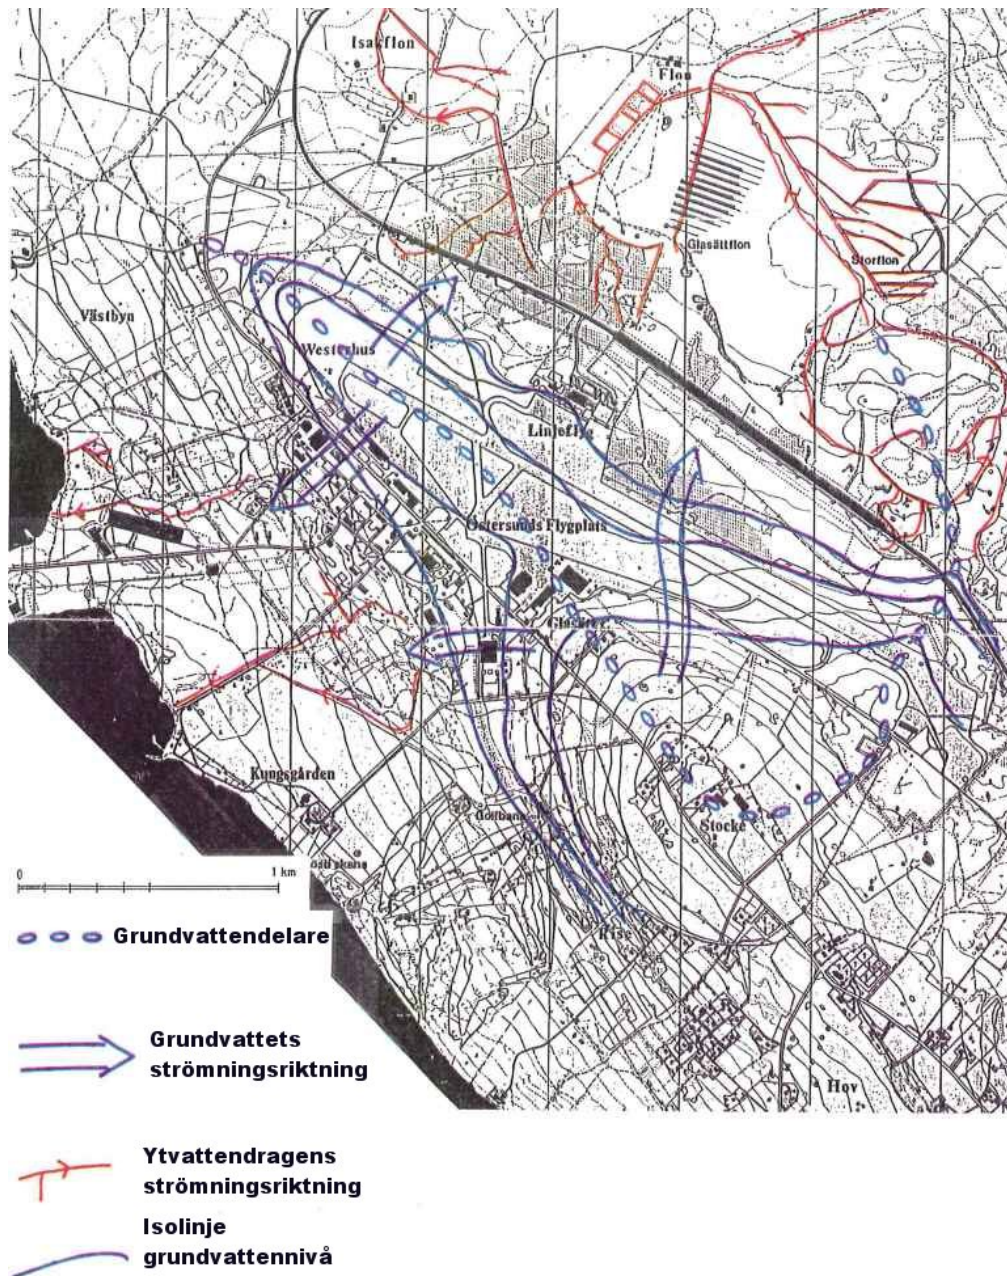 Isakflon
Flon
Glasättflon
Storflon
Västbyn
Westerhus
Linjeflyg
Östersunds Flygplats
Kungsgården
Golfbana
Stocke
Rise
Hov
0
1 km
Grundvattendelare
Grundvattets
strömningsriktning
Ytvattendragens
strömningsriktning
Isolinje
grundvattennivå